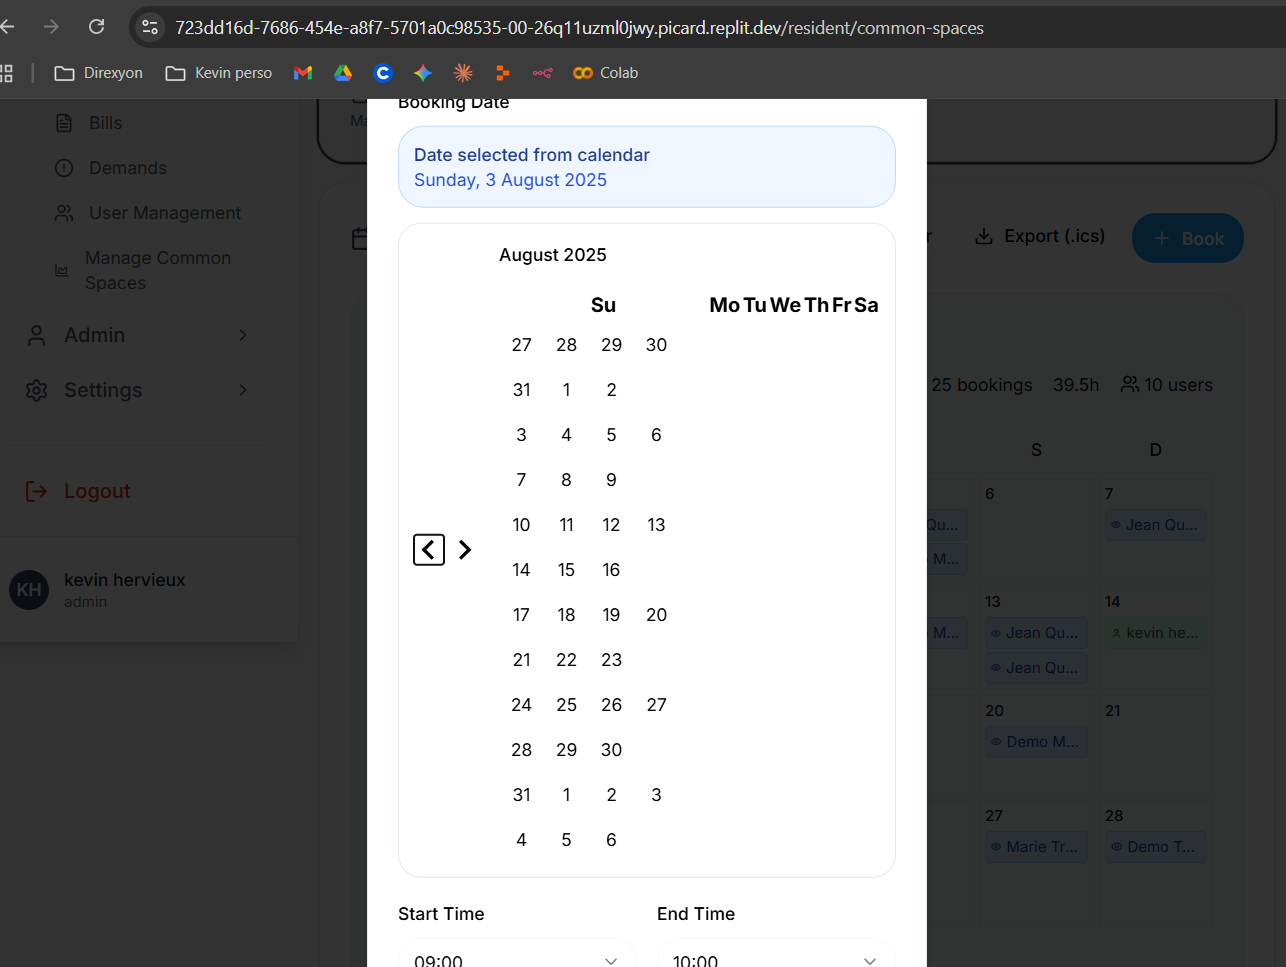 723dd16d-7686-454e-a8f7-5701a0c98535-00-26q11uzml0jwy.picard.replit.dev/resident/common-spaces
Direxyon
Kevin perso
Colab
Bills
Demands
User Management
Manage Common
Spaces
Admin
Settings
Logout
KH
kevin hervieux
admin
Booking Date
Date selected from calendar
Sunday, 3 August 2025
August 2025
Su Mo Tu We Th Fr Sa
27 28 29 30
31 1 2
3 4 5 6
7 8 9
10 11 12 13
14 15 16
17 18 19 20
21 22 23
24 25 26 27
28 29 30
31 1 2 3
4 5 6
Start Time
End Time
09:00
10:00
Export (.ics)
+ Book
25 bookings 39.5h 10 users
S D
6 7
Qu... Jean Qu...
M...
13 14
M... Jean Qu... kevin he...
Jean Qu...
20 21
Demo M...
27 28
Marie Tr... Demo T...